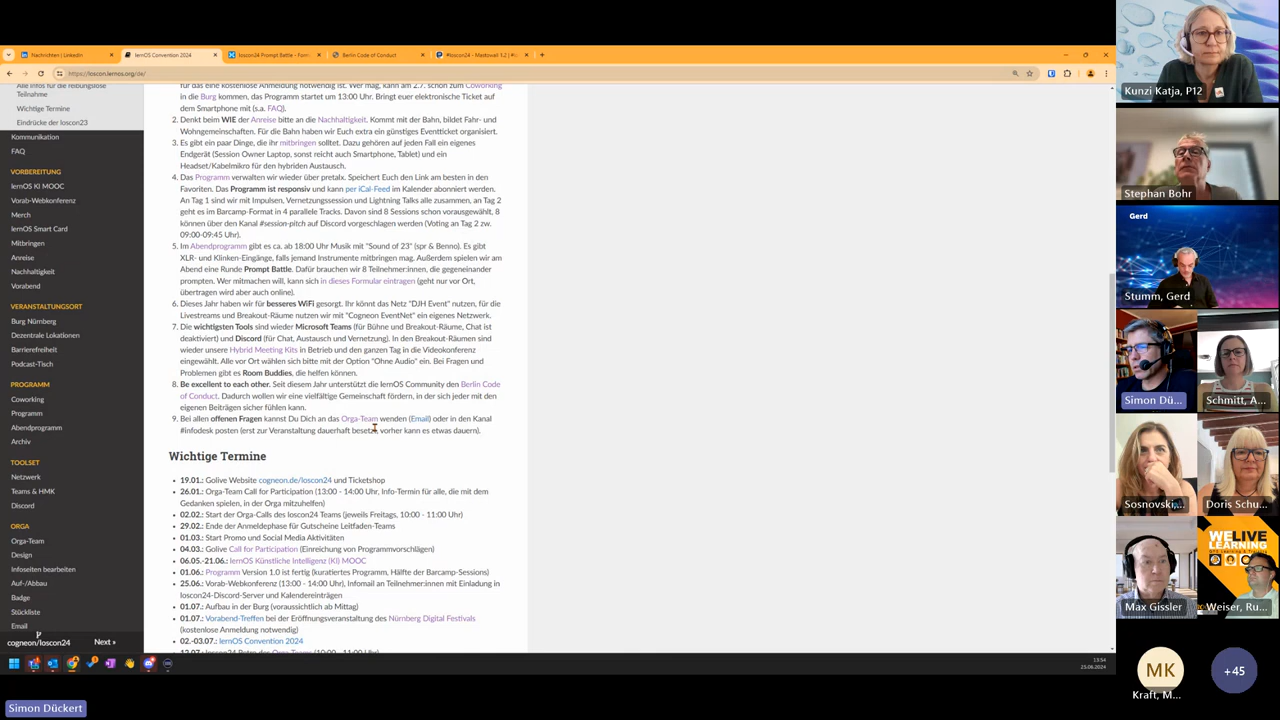 Nachrichten | LinkedIn
lernOS Convention 2024
loscon24 Prompt Battle - Form
Berlin Code of Conduct
https://loscon.lernos.org/de/
Alle Infos für die reibungslose
Teilnahme
Wichtige Termine
Eindrücke der loscon23
Kommunikation
FAQ
VORBEREITUNG
lernOS KI MOOC
Vorab-Webkonferenz
Merch
lernOS Smart Card
Mitbringen
Anreise
Nachhaltigkeit
Vorabend
VERANSTALTUNGSORT
Burg Nürnberg
Dezentrale Lokationen
Barrierefreiheit
Podcast-Tisch
PROGRAMM
Coworking
Programm
Abendprogramm
Archiv
TOOLSET
Netzwerk
Teams & HMK
Discord
ORGA
Orga-Team
Design
Infoseiten bearbeiten
Auf-/Abbau
Badge
Stückliste
Email
cogneon/loscon24
Next »
für das eine kostenlose Anmeldung notwendig ist. Wer mag, kann am 2.7. schon zum Coworking
in die Burg kommen, das Programm startet um 13:00 Uhr. Bringt euer elektronische Ticket auf
dem Smartphone mit (s.a. FAQ).
2. Denkt beim WIE der Anreise bitte an die Nachhaltigkeit. Kommt mit der Bahn, bildet Fahr- und
Wohngemeinschaften. Für die Bahn haben wir Euch extra ein günstiges Eventticket organisiert.
3. Es gibt ein paar Dinge, die ihr mitbringen solltet. Dazu gehören auf jeden Fall ein eigenes
Endgerät (Session Owner Laptop, sonst reicht auch Smartphone, Tablet) und ein
Headset/Kabelmikro für den hybriden Austausch.
4. Das Programm verwalten wir wieder über pretalx. Speichert Euch den Link am besten in den
Favoriten. Das Programm ist responsiv und kann per iCal-Feed im Kalender abonniert werden.
An Tag 1 sind wir mit Impulsen, Vernetzungssession und Lightning Talks alle zusammen, an Tag 2
geht es im Barcamp-Format in 4 parallele Tracks. Davon sind 8 Sessions schon vorausgewählt, 8
können über den Kanal #session-pitch auf Discord vorgeschlagen werden (Voting an Tag 2 zw.
09:00-09:45 Uhr).
5. Im Abendprogramm gibt es ca. ab 18:00 Uhr Musik mit "Sound of 23" (spr & Benno). Es gibt
XLR- und Klinken-Eingänge, falls jemand Instrumente mitbringen mag. Außerdem spielen wir am
Abend eine Runde Prompt Battle. Dafür brauchen wir 8 Teilnehmer:innen, die gegeneinander
prompten. Wer mitmachen will, kann sich in dieses Formular eintragen (geht nur vor Ort,
übertragen wird aber auch online).
6. Dieses Jahr haben wir für besseres WiFi gesorgt. Ihr könnt das Netz "DJH Event" nutzen, für die
Livestreams und Breakout-Räume nutzen wir mit "Cogneon EventNet" ein eigenes Netzwerk.
7. Die wichtigsten Tools sind wieder Microsoft Teams (für Bühne und Breakout-Räume, Chat ist
deaktiviert) und Discord (für Chat, Austausch und Vernetzung). In den Breakout-Räumen sind
wieder unsere Hybrid Meeting Kits in Betrieb und den ganzen Tag in die Videokonferenz
eingewählt. Alle vor Ort wählen sich bitte mit der Option "Ohne Audio" ein. Bei Fragen und
Problemen gibt es Room Buddies, die helfen können.
8. Be excellent to each other. Seit diesem Jahr unterstützt die lernOS Community den Berlin Code
of Conduct. Dadurch wollen wir eine vielfältige Gemeinschaft fördern, in der sich jeder mit den
eigenen Beiträgen sicher fühlen kann.
9. Bei allen offenen Fragen kannst Du Dich an das Orga-Team wenden (Email) oder in den Kanal
#infodesk posten (erst zur Veranstaltung dauerhaft besetzt, vorher kann es etwas dauern).
Wichtige Termine
19.01.: Golive Website cogneon.de/loscon24 und Ticketshop
26.01.: Orga-Team Call for Participation (13:00 - 14:00 Uhr, Info-Termin für alle, die mit dem
Gedanken spielen, in der Orga mitzuhelfen)
02.02.: Start der Orga-Calls des loscon24 Teams (jeweils Freitags, 10:00 - 11:00 Uhr)
29.02.: Ende der Anmeldephase für Gutscheine Leitfaden-Teams
01.03.: Start Promo und Social Media Aktivitäten
04.03.: Golive Call for Participation (Einreichung von Programmvorschlägen)
06.05.-21.06.: lernOS Künstliche Intelligenz (KI) MOOC
01.06.: Programm Version 1.0 ist fertig (kuratiertes Programm, Hälfte der Barcamp-Sessions)
25.06.: Vorab-Webkonferenz (13:00 - 14:00 Uhr), Infomail an Teilnehmer:innen mit Einladung in
loscon24-Discord-Server und Kalendereinträgen
01.07.: Aufbau in der Burg (voraussichtlich ab Mittag)
01.07.: Vorabend-Treffen bei der Eröffnungsveranstaltung des Nürnberg Digital Festivals
(kostenlose Anmeldung notwendig)
02.-03.07.: lernOS Convention 2024
13:54
25.06.2024
Simon Dückert
Kunzi Katja, P12
Stephan Bohr
Gerd
Stumm, Gerd
Simon Dü...
Schmitt, A...
Sosnovski,...
Doris Schu...
WE LIVE
LEARNING
Max Gissler
Weiser, Ru...
MK
Kraft, M...
+45